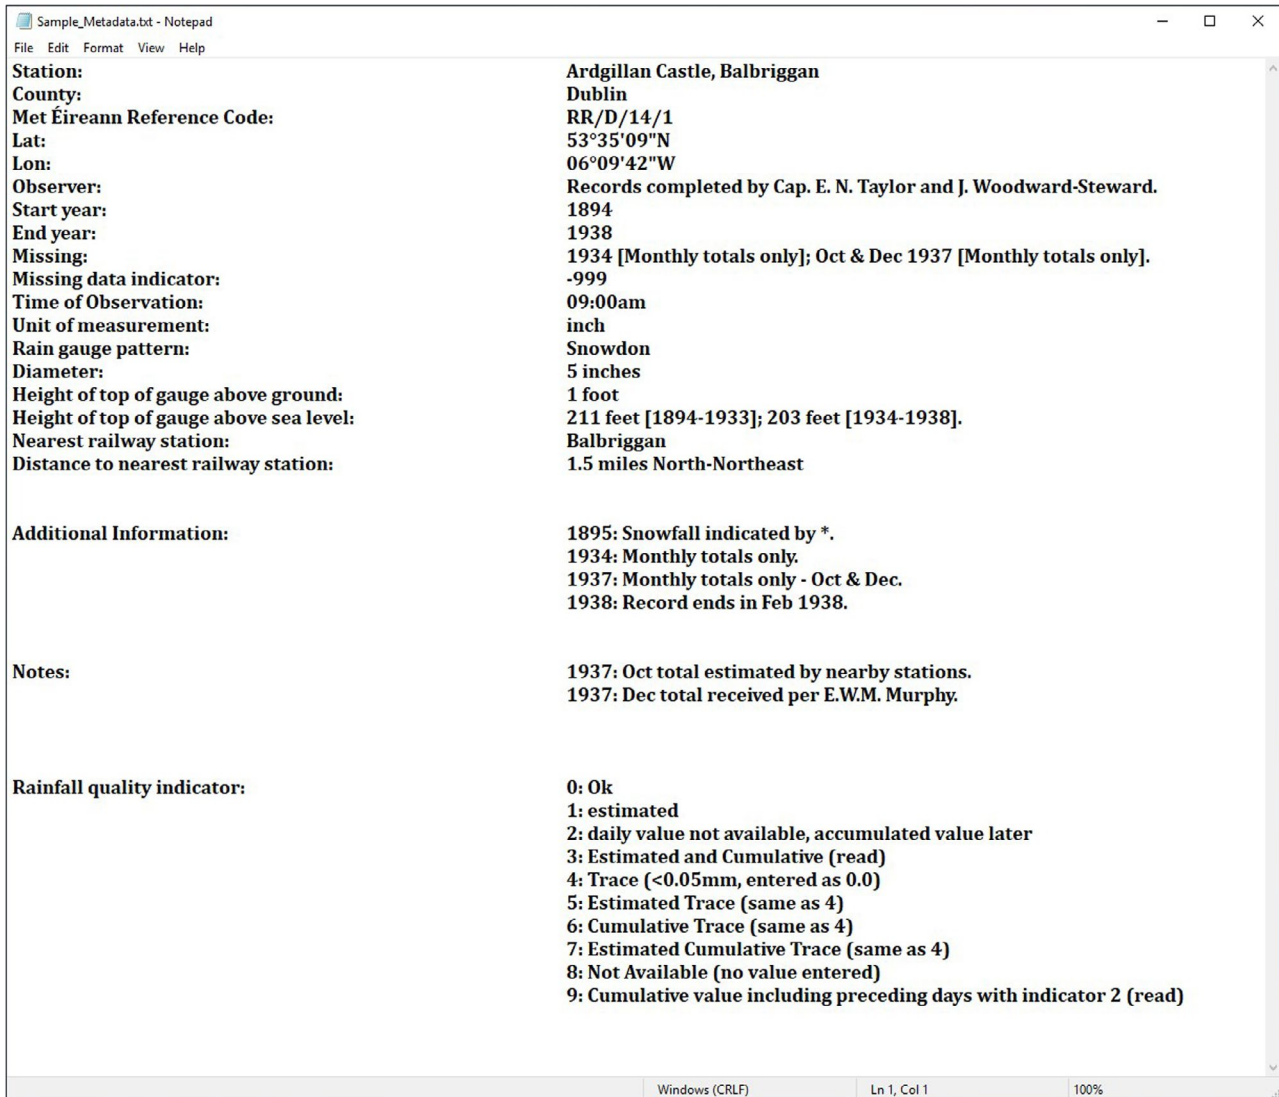 Sample_Metadata.txt - Notepad
File Edit Format View Help
Station: Ardgillan Castle, Balbriggan
County: Dublin
Met Éireann Reference Code: RR/D/14/1
Lat: 53°35'09"N
Lon: 06°09'42"W
Observer: Records completed by Cap. E. N. Taylor and J. Woodward-Steward.
Start year: 1894
End year: 1938
Missing: 1934 [Monthly totals only]; Oct & Dec 1937 [Monthly totals only].
Missing data indicator: -999
Time of Observation: 09:00am
Unit of measurement: inch
Rain gauge pattern: Snowdon
Diameter: 5 inches
Height of top of gauge above ground: 1 foot
Height of top of gauge above sea level: 211 feet [1894-1933]; 203 feet [1934-1938].
Nearest railway station: Balbriggan
Distance to nearest railway station: 1.5 miles North-Northeast
Additional Information: 1895: Snowfall indicated by *.
1934: Monthly totals only.
1937: Monthly totals only - Oct & Dec.
1938: Record ends in Feb 1938.
Notes: 1937: Oct total estimated by nearby stations.
1937: Dec total received per E.W.M. Murphy.
Rainfall quality indicator: 0: Ok
1: estimated
2: daily value not available, accumulated value later
3: Estimated and Cumulative (read)
4: Trace (<0.05mm, entered as 0.0)
5: Estimated Trace (same as 4)
6: Cumulative Trace (same as 4)
7: Estimated Cumulative Trace (same as 4)
8: Not Available (no value entered)
9: Cumulative value including preceding days with indicator 2 (read)
Windows (CRLF) Ln 1, Col 1 100%